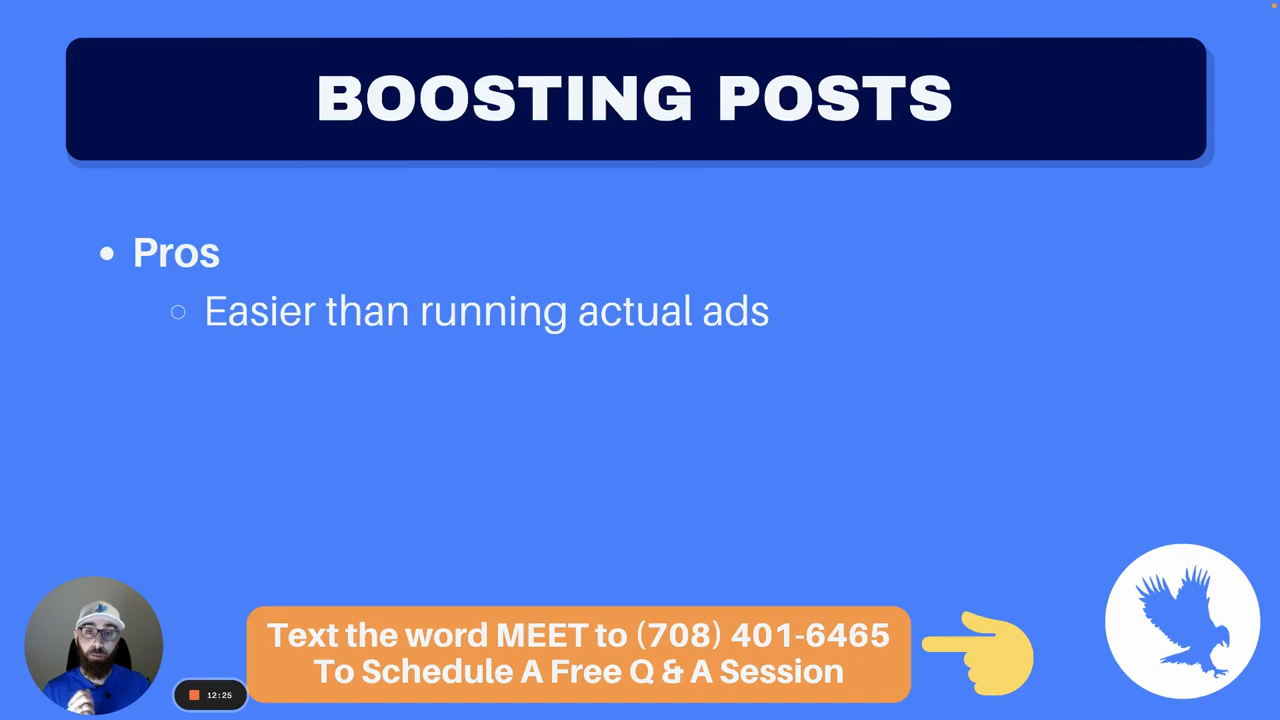 BOOSTING POSTS
Pros
Easier than running actual ads
Text the word MEET to (708) 401-6465
To Schedule A Free Q & A Session
12:25